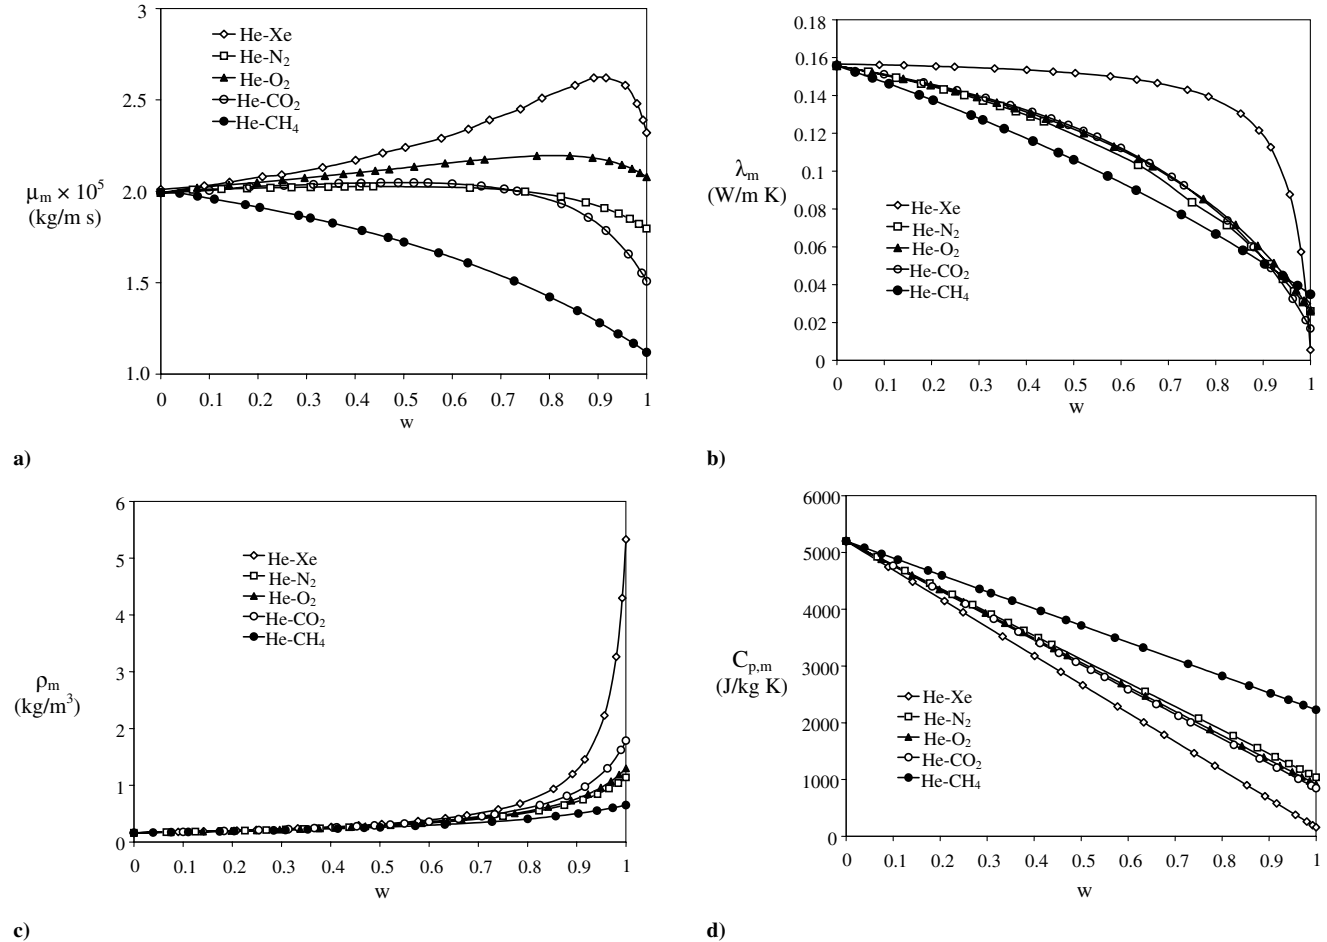 3
2.5
2.0
1.5
1.0
μm × 10⁵
(kg/m s)
He-Xe
He-N₂
He-O₂
He-CO₂
He-CH₄
0 0.1 0.2 0.3 0.4 0.5 0.6 0.7 0.8 0.9 1
w
a)
0.18
0.16
0.14
0.12
0.1
0.08
0.06
0.04
0.02
0
λm
(W/m K)
He-Xe
He-N₂
He-O₂
He-CO₂
He-CH₄
0 0.1 0.2 0.3 0.4 0.5 0.6 0.7 0.8 0.9 1
w
b)
6
5
4
3
2
1
0
ρm
(kg/m³)
He-Xe
He-N₂
He-O₂
He-CO₂
He-CH₄
0 0.1 0.2 0.3 0.4 0.5 0.6 0.7 0.8 0.9 1
w
c)
6000
5000
4000
3000
2000
1000
0
Cp,m
(J/kg K)
He-Xe
He-N₂
He-O₂
He-CO₂
He-CH₄
0 0.1 0.2 0.3 0.4 0.5 0.6 0.7 0.8 0.9 1
w
d)